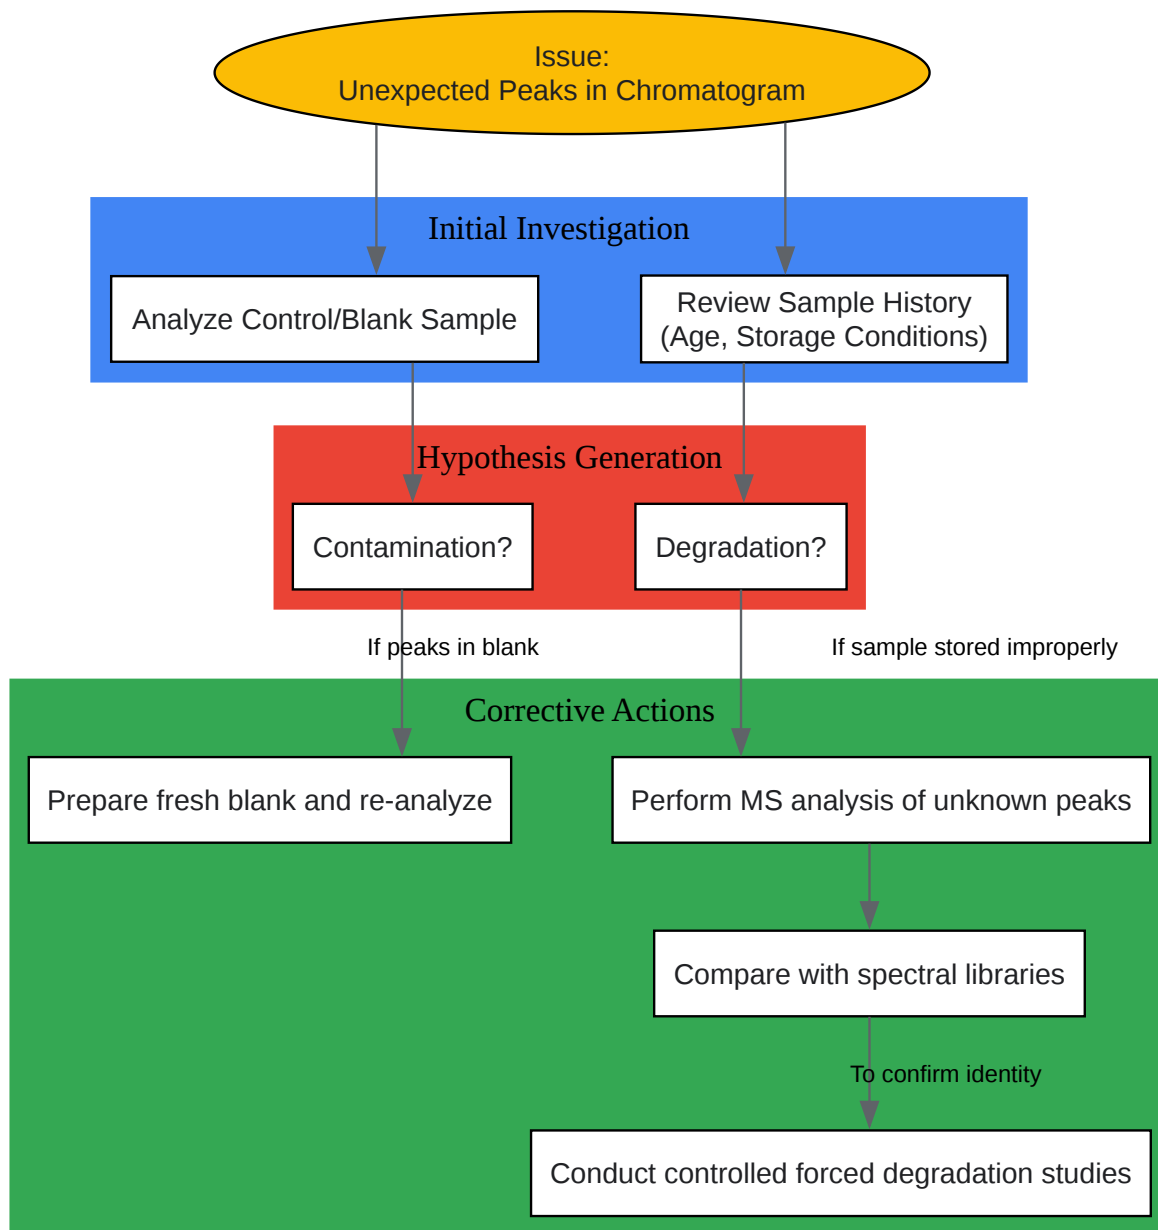 Issue:
Unexpected Peaks in Chromatogram
Initial Investigation
Analyze Control/Blank Sample
Review Sample History
(Age, Storage Conditions)
Hypothesis Generation
Contamination?
Degradation?
If peaks in blank
If sample stored improperly
Corrective Actions
Prepare fresh blank and re-analyze
Perform MS analysis of unknown peaks
Compare with spectral libraries
To confirm identity
Conduct controlled forced degradation studies